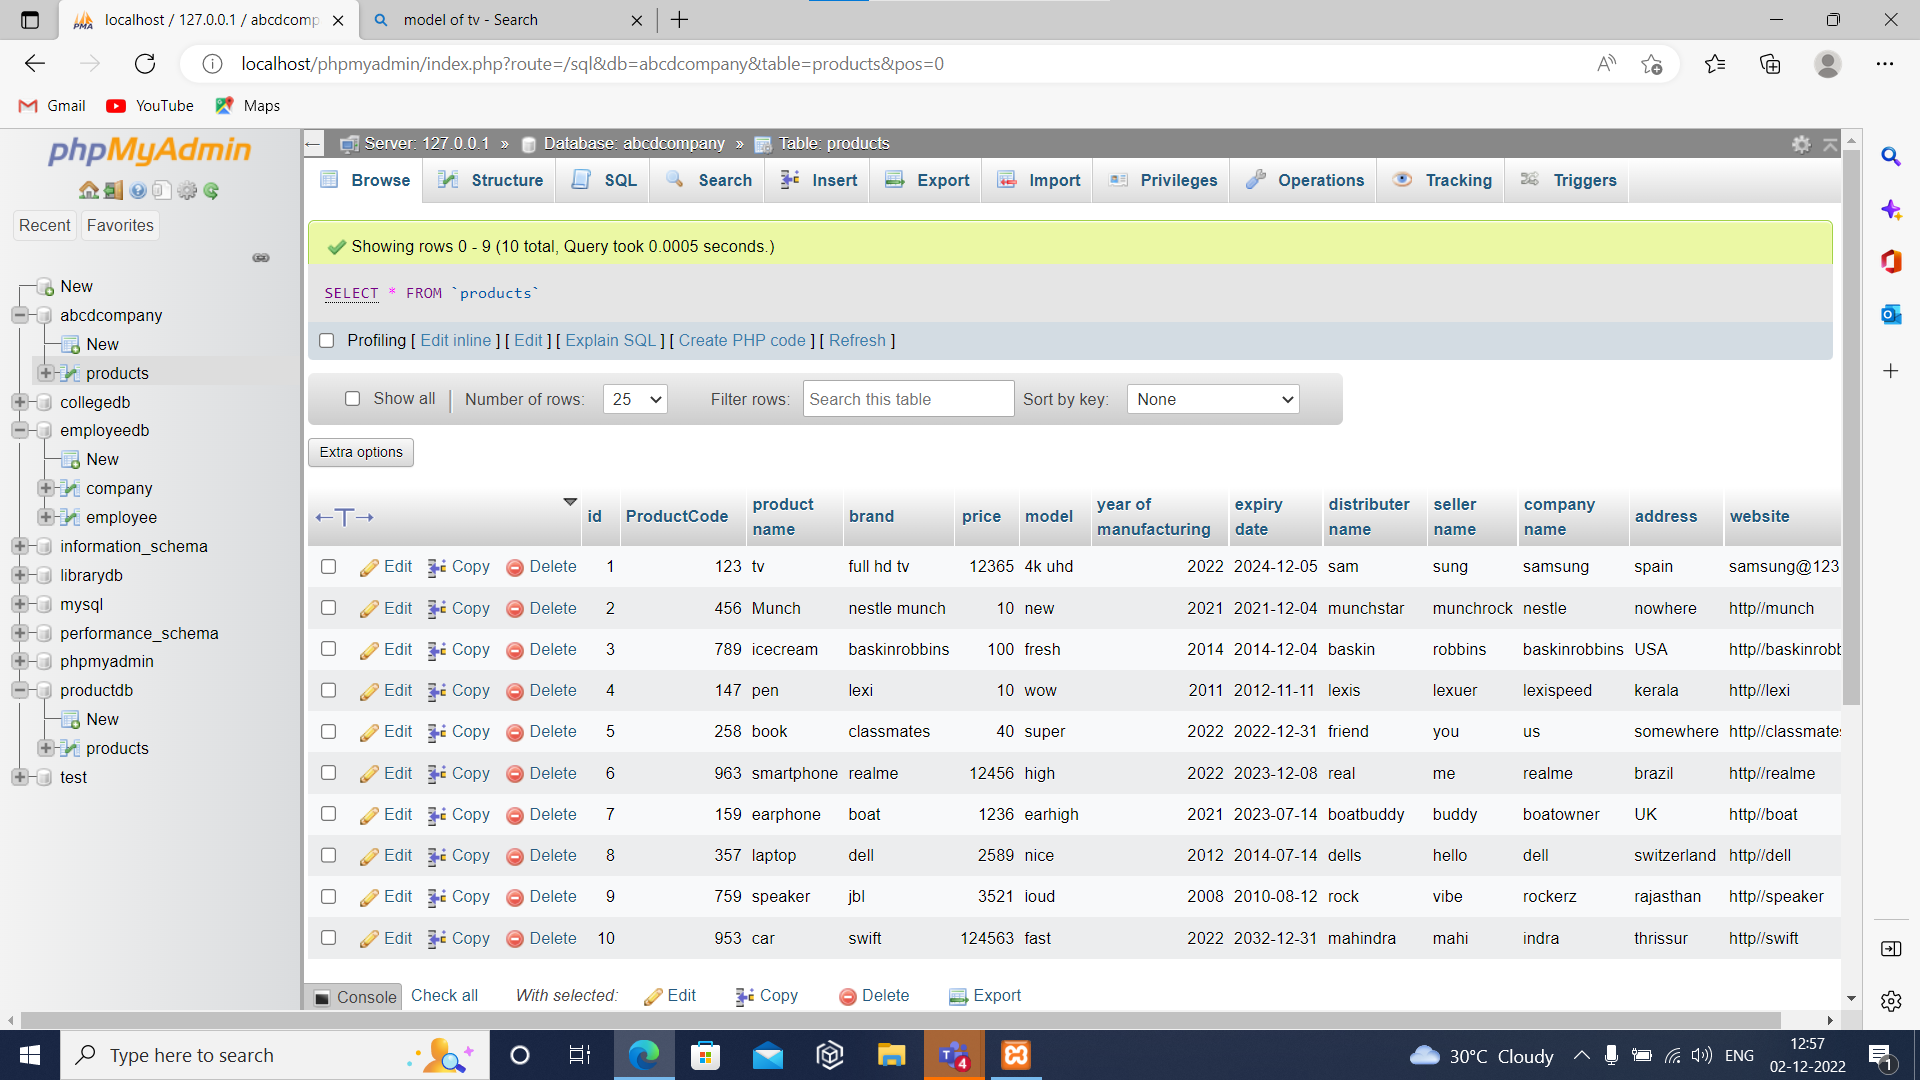 localhost / 127.0.0.1 / abcdcomp
model of tv - Search
localhost/phpmyadmin/index.php?route=/sql&db=abcdcompany&table=products&pos=0
Gmail YouTube Maps
phpMyAdmin
Recent Favorites
New
abcdcompany
New
products
collegedb
employeedb
New
company
employee
information_schema
librarydb
mysql
performance_schema
phpmyadmin
productdb
New
products
test
Server: 127.0.0.1 » Database: abcdcompany » Table: products
Browse Structure SQL Search Insert Export Import Privileges Operations Tracking Triggers
Showing rows 0 - 9 (10 total, Query took 0.0005 seconds.)
SELECT * FROM `products`
Profiling [ Edit inline ] [ Edit ] [ Explain SQL ] [ Create PHP code ] [ Refresh ]
Show all Number of rows: 25 Filter rows: Search this table Sort by key: None
Extra options
id ProductCode product name brand price model year of manufacturing expiry date distributer name seller name company name address website
Edit Copy Delete 1 123 tv full hd tv 12365 4k uhd 2022 2024-12-05 sam sung samsung spain samsung@123
Edit Copy Delete 2 456 Munch nestle munch 10 new 2021 2021-12-04 munchstar munchrock nestle nowhere http//munch
Edit Copy Delete 3 789 icecream baskinrobbins 100 fresh 2014 2014-12-04 baskin robbins baskinrobbins USA http//baskinrobb
Edit Copy Delete 4 147 pen lexi 10 wow 2011 2012-11-11 lexis lexuer lexispeed kerala http//lexi
Edit Copy Delete 5 258 book classmates 40 super 2022 2022-12-31 friend you us somewhere http//classmates
Edit Copy Delete 6 963 smartphone realme 12456 high 2022 2023-12-08 real me realme brazil http//realme
Edit Copy Delete 7 159 earphone boat 1236 earhigh 2021 2023-07-14 boatbuddy buddy boatowner UK http//boat
Edit Copy Delete 8 357 laptop dell 2589 nice 2012 2014-07-14 dells hello dell switzerland http//dell
Edit Copy Delete 9 759 speaker jbl 3521 loud 2008 2010-08-12 rock vibe rockerz rajasthan http//speaker
Edit Copy Delete 10 953 car swift 124563 fast 2022 2032-12-31 mahindra mahi indra thrissur http//swift
Console Check all With selected: Edit Copy Delete Export
Type here to search
4
30°C Cloudy
ENG
12:57
02-12-2022
1